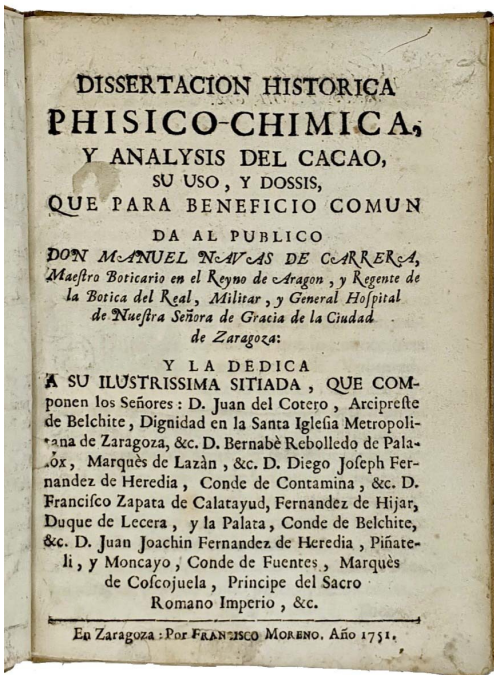 DISSERTACION HISTORICA
PHISICO-CHIMICA,
Y ANALYSIS DEL CACAO,
SU USO, Y DOSSIS,
QUE PARA BENEFICIO COMUN
DA AL PUBLICO
DON MANUEL NAVAS DE CARRERA,
Maeſtro Boticario en el Reyno de Aragon, y Regente de
la Botica del Real, Militar, y General Hoſpital
de Nueſtra Señora de Gracia de la Ciudad
de Zaragoza:
Y LA DEDICA
A SU ILUSTRISSIMA SITIADA, QUE COM-
ponen los Señores: D. Juan del Cotero, Arcipreſte
de Belchite, Dignidad en la Santa Igleſia Metropoli-
tana de Zaragoza, &c. D. Bernabè Rebolledo de Pala-
fox, Marquès de Lazàn, &c. D. Diego Joſeph Fer-
nandez de Heredia, Conde de Contamina, &c. D.
Franciſco Zapata de Calatayud, Fernandez de Hijar,
Duque de Lecera, y la Palata, Conde de Belchite,
&c. D. Juan Joachin Fernandez de Heredia, Piñate-
li, y Moncayo, Conde de Fuentes, Marquès
de Coſcojuela, Principe del Sacro
Romano Imperio, &c.
En Zaragoza: Por FRANCISCO MORENO. Año 1751.